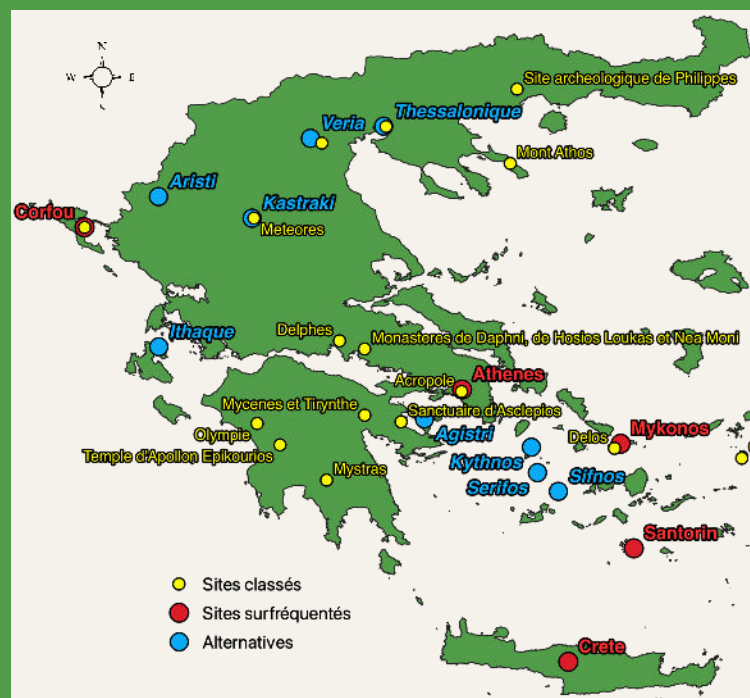 N
W E
Site archeologique de Philippes
Thessalonique
Veria
Mont Athos
Aristi
Kastraki
Corfou
Meteores
Ithaque
Delphes
Monasteres de Daphni, de Hostos Loukas et Nea Moni
Athenes
Acropole
Mycenes et Tirynthe
Sanctuaire d'Asclepios
Olympie
Agistri
Mykonos
Delos
Temple d'Apollon Epikourios
Kythnos
Mystras
Sifnos
Serifos
Santorin
Sites classés
Sites surfréquentés
Alternatives
Crete